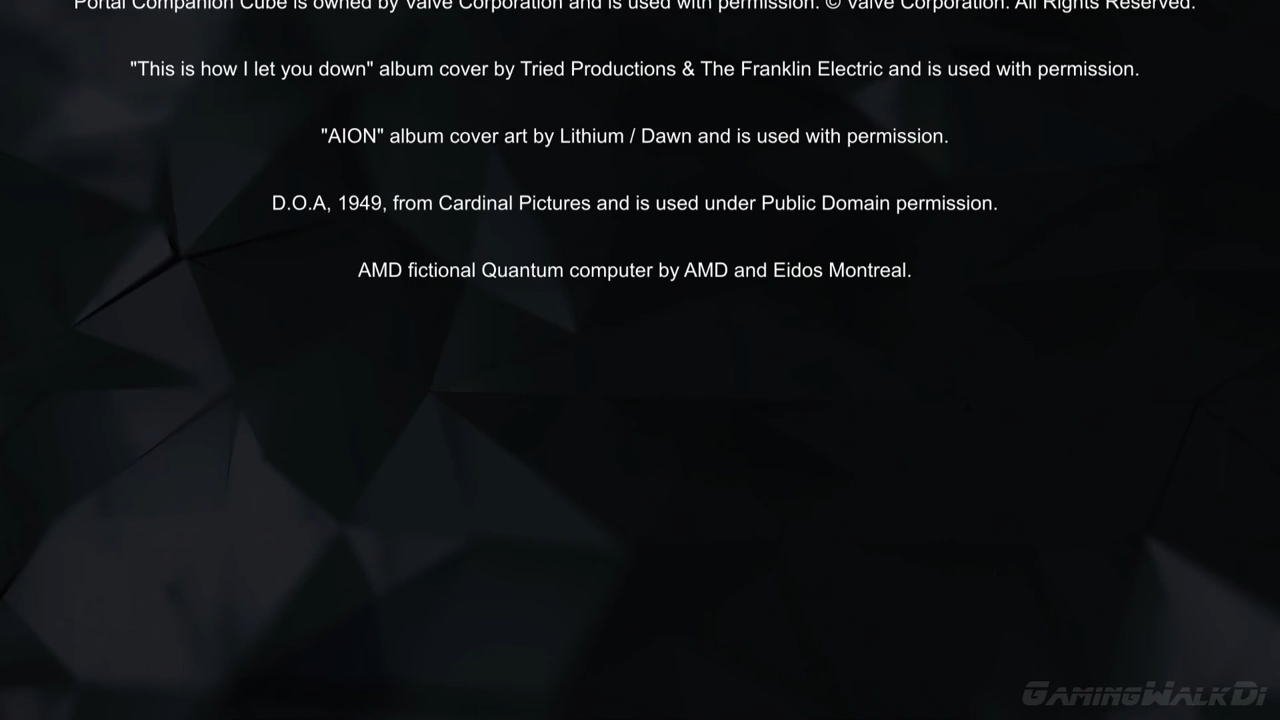 Portal Companion Cube is owned by Valve Corporation and is used with permission. © Valve Corporation. All Rights Reserved.
"This is how I let you down" album cover by Tried Productions & The Franklin Electric and is used with permission.
"AION" album cover art by Lithium / Dawn and is used with permission.
D.O.A, 1949, from Cardinal Pictures and is used under Public Domain permission.
AMD fictional Quantum computer by AMD and Eidos Montreal.
GamingWalkDi